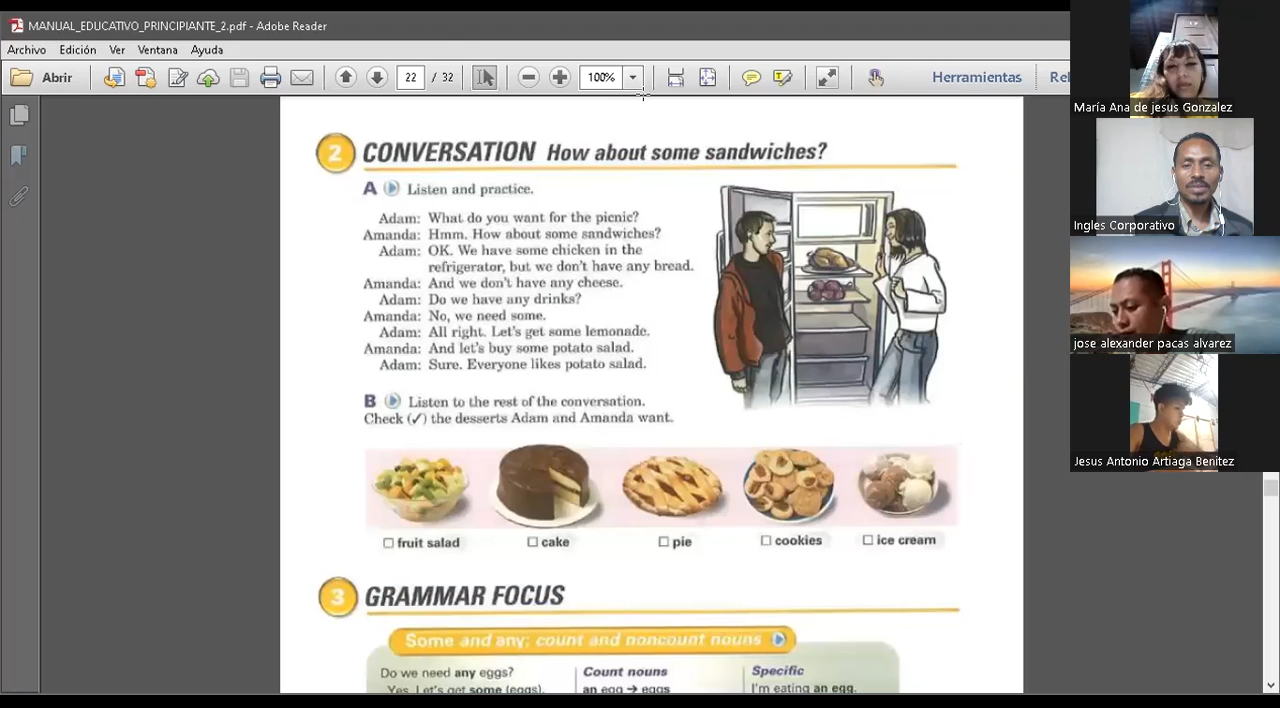 MANUAL_EDUCATIVO_PRINCIPIANTE_2.pdf - Adobe Reader
Archivo Edición Ver Ventana Ayuda
Abrir 22 / 32 100% Herramientas
2 CONVERSATION How about some sandwiches?
A Listen and practice.
Adam: What do you want for the picnic?
Amanda: Hmm. How about some sandwiches?
Adam: OK. We have some chicken in the
refrigerator, but we don't have any bread.
Amanda: And we don't have any cheese.
Adam: Do we have any drinks?
Amanda: No, we need some.
Adam: All right. Let's get some lemonade.
Amanda: And let's buy some potato salad.
Adam: Sure. Everyone likes potato salad.
B Listen to the rest of the conversation.
Check (✓) the desserts Adam and Amanda want.
fruit salad cake pie cookies ice cream
3 GRAMMAR FOCUS
Some and any; count and noncount nouns
Do we need any eggs? Count nouns Specific
Yes. Let's get some (eggs). an egg → eggs I'm eating an egg.
María Ana de jesus Gonzalez
Ingles Corporativo
jose alexander pacas alvarez
Jesus Antonio Artiaga Benitez